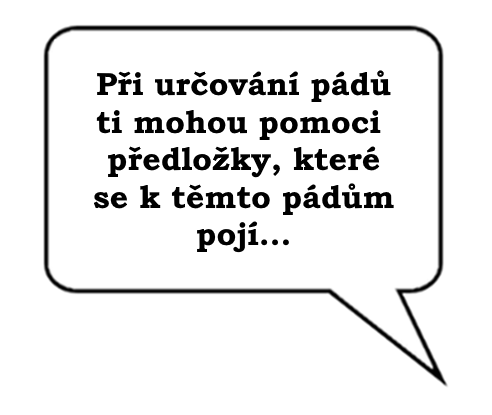 Při určování pádů
ti mohou pomoci
předložky, které
se k těmto pádům
pojí...